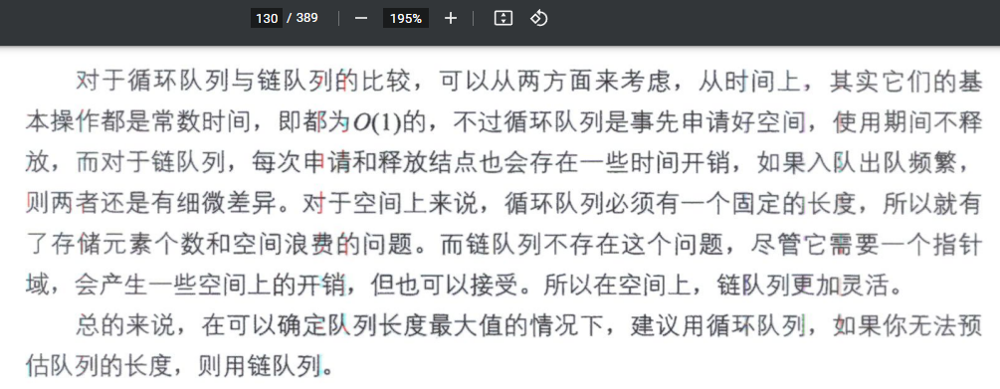 130 / 389 195%
对于循环队列与链队列的比较，可以从两方面来考虑，从时间上，其实它们的基
本操作都是常数时间，即都为O(1)的，不过循环队列是事先申请好空间，使用期间不释
放，而对于链队列，每次申请和释放结点也会存在一些时间开销，如果入队出队频繁，
则两者还是有细微差异。对于空间上来说，循环队列必须有一个固定的长度，所以就有
了存储元素个数和空间浪费的问题。而链队列不存在这个问题，尽管它需要一个指针
域，会产生一些空间上的开销，但也可以接受。所以在空间上，链队列更加灵活。
总的来说，在可以确定队列长度最大值的情况下，建议用循环队列，如果你无法预
估队列的长度，则用链队列。